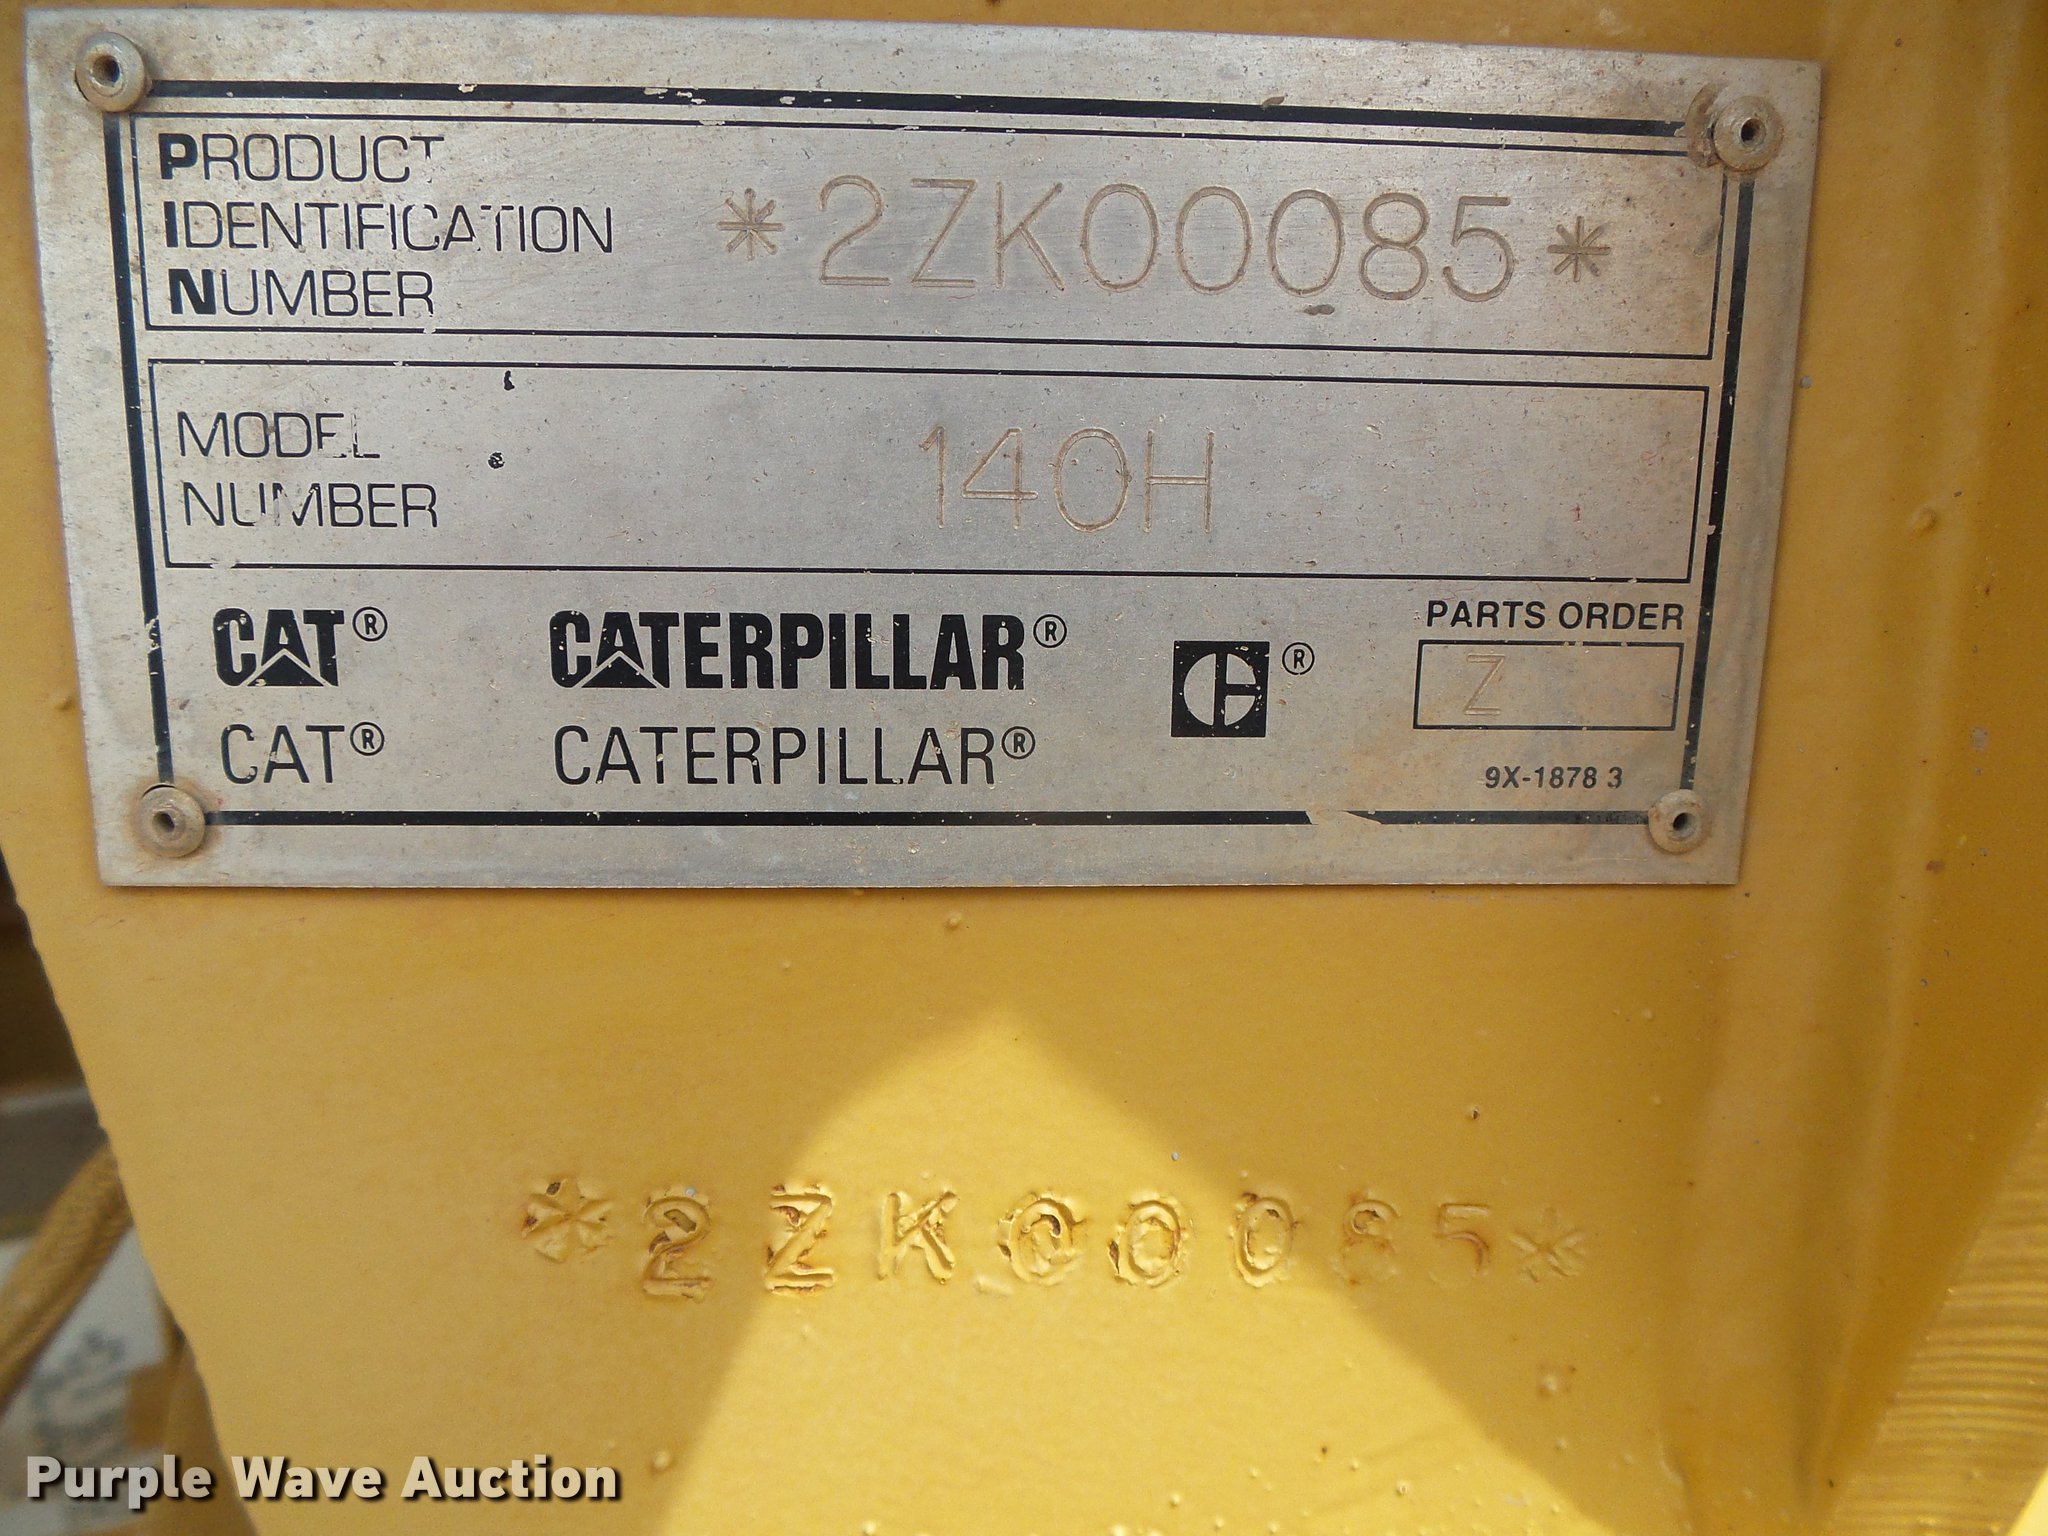 PRODUCT
IDENTIFICATION
NUMBER
*2ZK00085*
MODEL
NUMBER
140H
CAT® CATERPILLAR® ®
CAT® CATERPILLAR®
PARTS ORDER
Z
9X-1878 3
*2ZK00085*
Purple Wave Auction